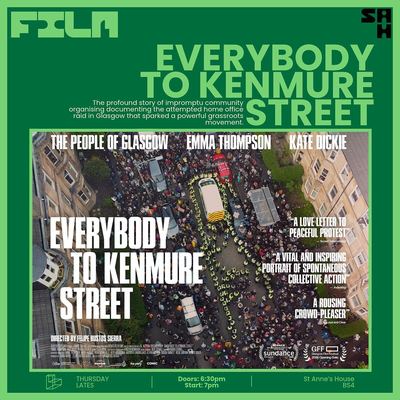 FILM
SAH
EVERYBODY
TO KENMURE
STREET
The profound story of impromptu community
organising documenting the attempted home office
raid in Glasgow that sparked a powerful grassroots
movement.
THE PEOPLE OF GLASGOW EMMA THOMPSON KATE DICKIE
EVERYBODY
TO KENMURE
STREET
"A LOVE LETTER TO
PEACEFUL PROTEST"
"A VITAL AND INSPIRING
PORTRAIT OF SPONTANEOUS
COLLECTIVE ACTION"
"A ROUSING
CROWD-PLEASER"
DIRECTED BY FELIPE BUSTOS SIERRA
sundance
GFF
THURSDAY
LATES
Doors: 6:30pm
Start: 7pm
St Anne's House
BS4